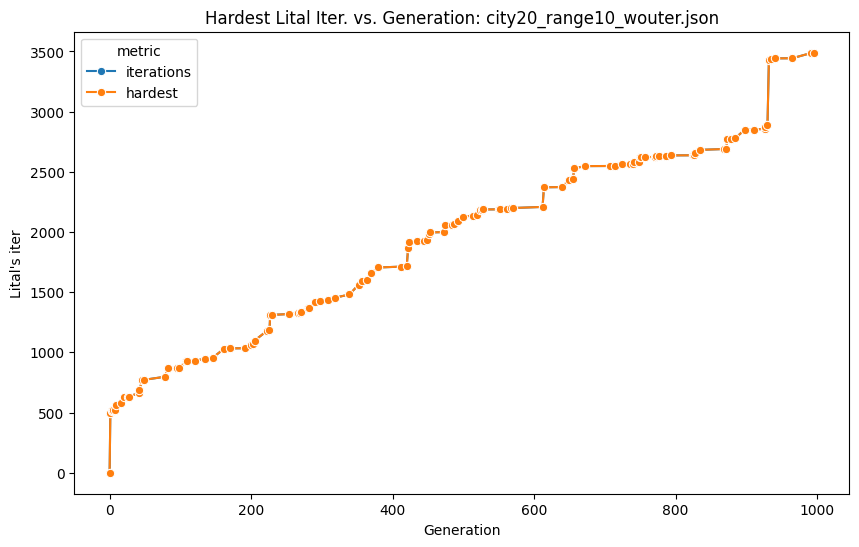 Hardest Lital Iter. vs. Generation: city20_range10_wouter.json
metric
iterations
hardest
3500
3000
2500
2000
1500
1000
500
0
Lital's iter
0 200 400 600 800 1000
Generation